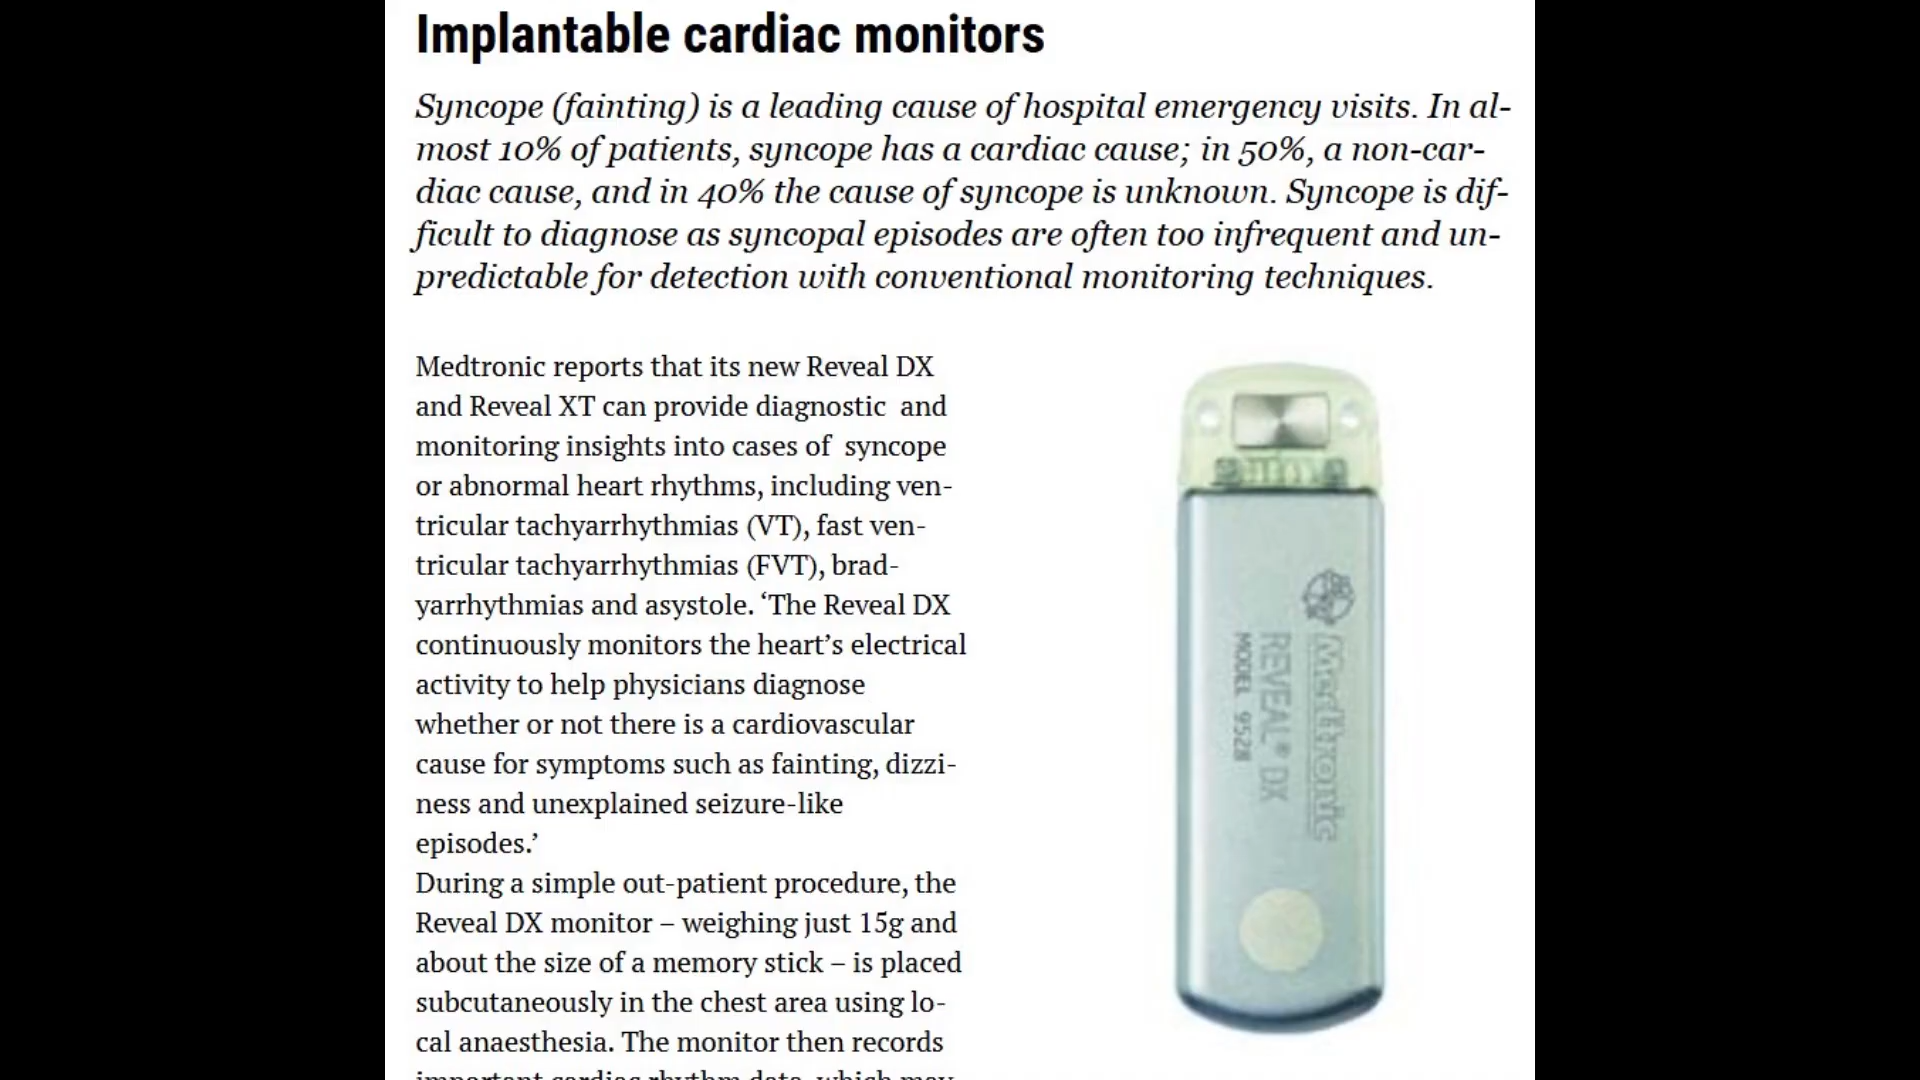 Implantable cardiac monitors
Syncope (fainting) is a leading cause of hospital emergency visits. In al-
most 10% of patients, syncope has a cardiac cause; in 50%, a non-car-
diac cause, and in 40% the cause of syncope is unknown. Syncope is dif-
ficult to diagnose as syncopal episodes are often too infrequent and un-
predictable for detection with conventional monitoring techniques.
Medtronic reports that its new Reveal DX
and Reveal XT can provide diagnostic and
monitoring insights into cases of syncope
or abnormal heart rhythms, including ven-
tricular tachyarrhythmias (VT), fast ven-
tricular tachyarrhythmias (FVT), brad-
yarrhythmias and asystole. ‘The Reveal DX
continuously monitors the heart’s electrical
activity to help physicians diagnose
whether or not there is a cardiovascular
cause for symptoms such as fainting, dizzi-
ness and unexplained seizure-like
episodes.’
During a simple out-patient procedure, the
Reveal DX monitor – weighing just 15g and
about the size of a memory stick – is placed
subcutaneously in the chest area using lo-
cal anaesthesia. The monitor then records
important cardiac rhythm data, which may
Medtronic
REVEAL® DX
MODEL 9528